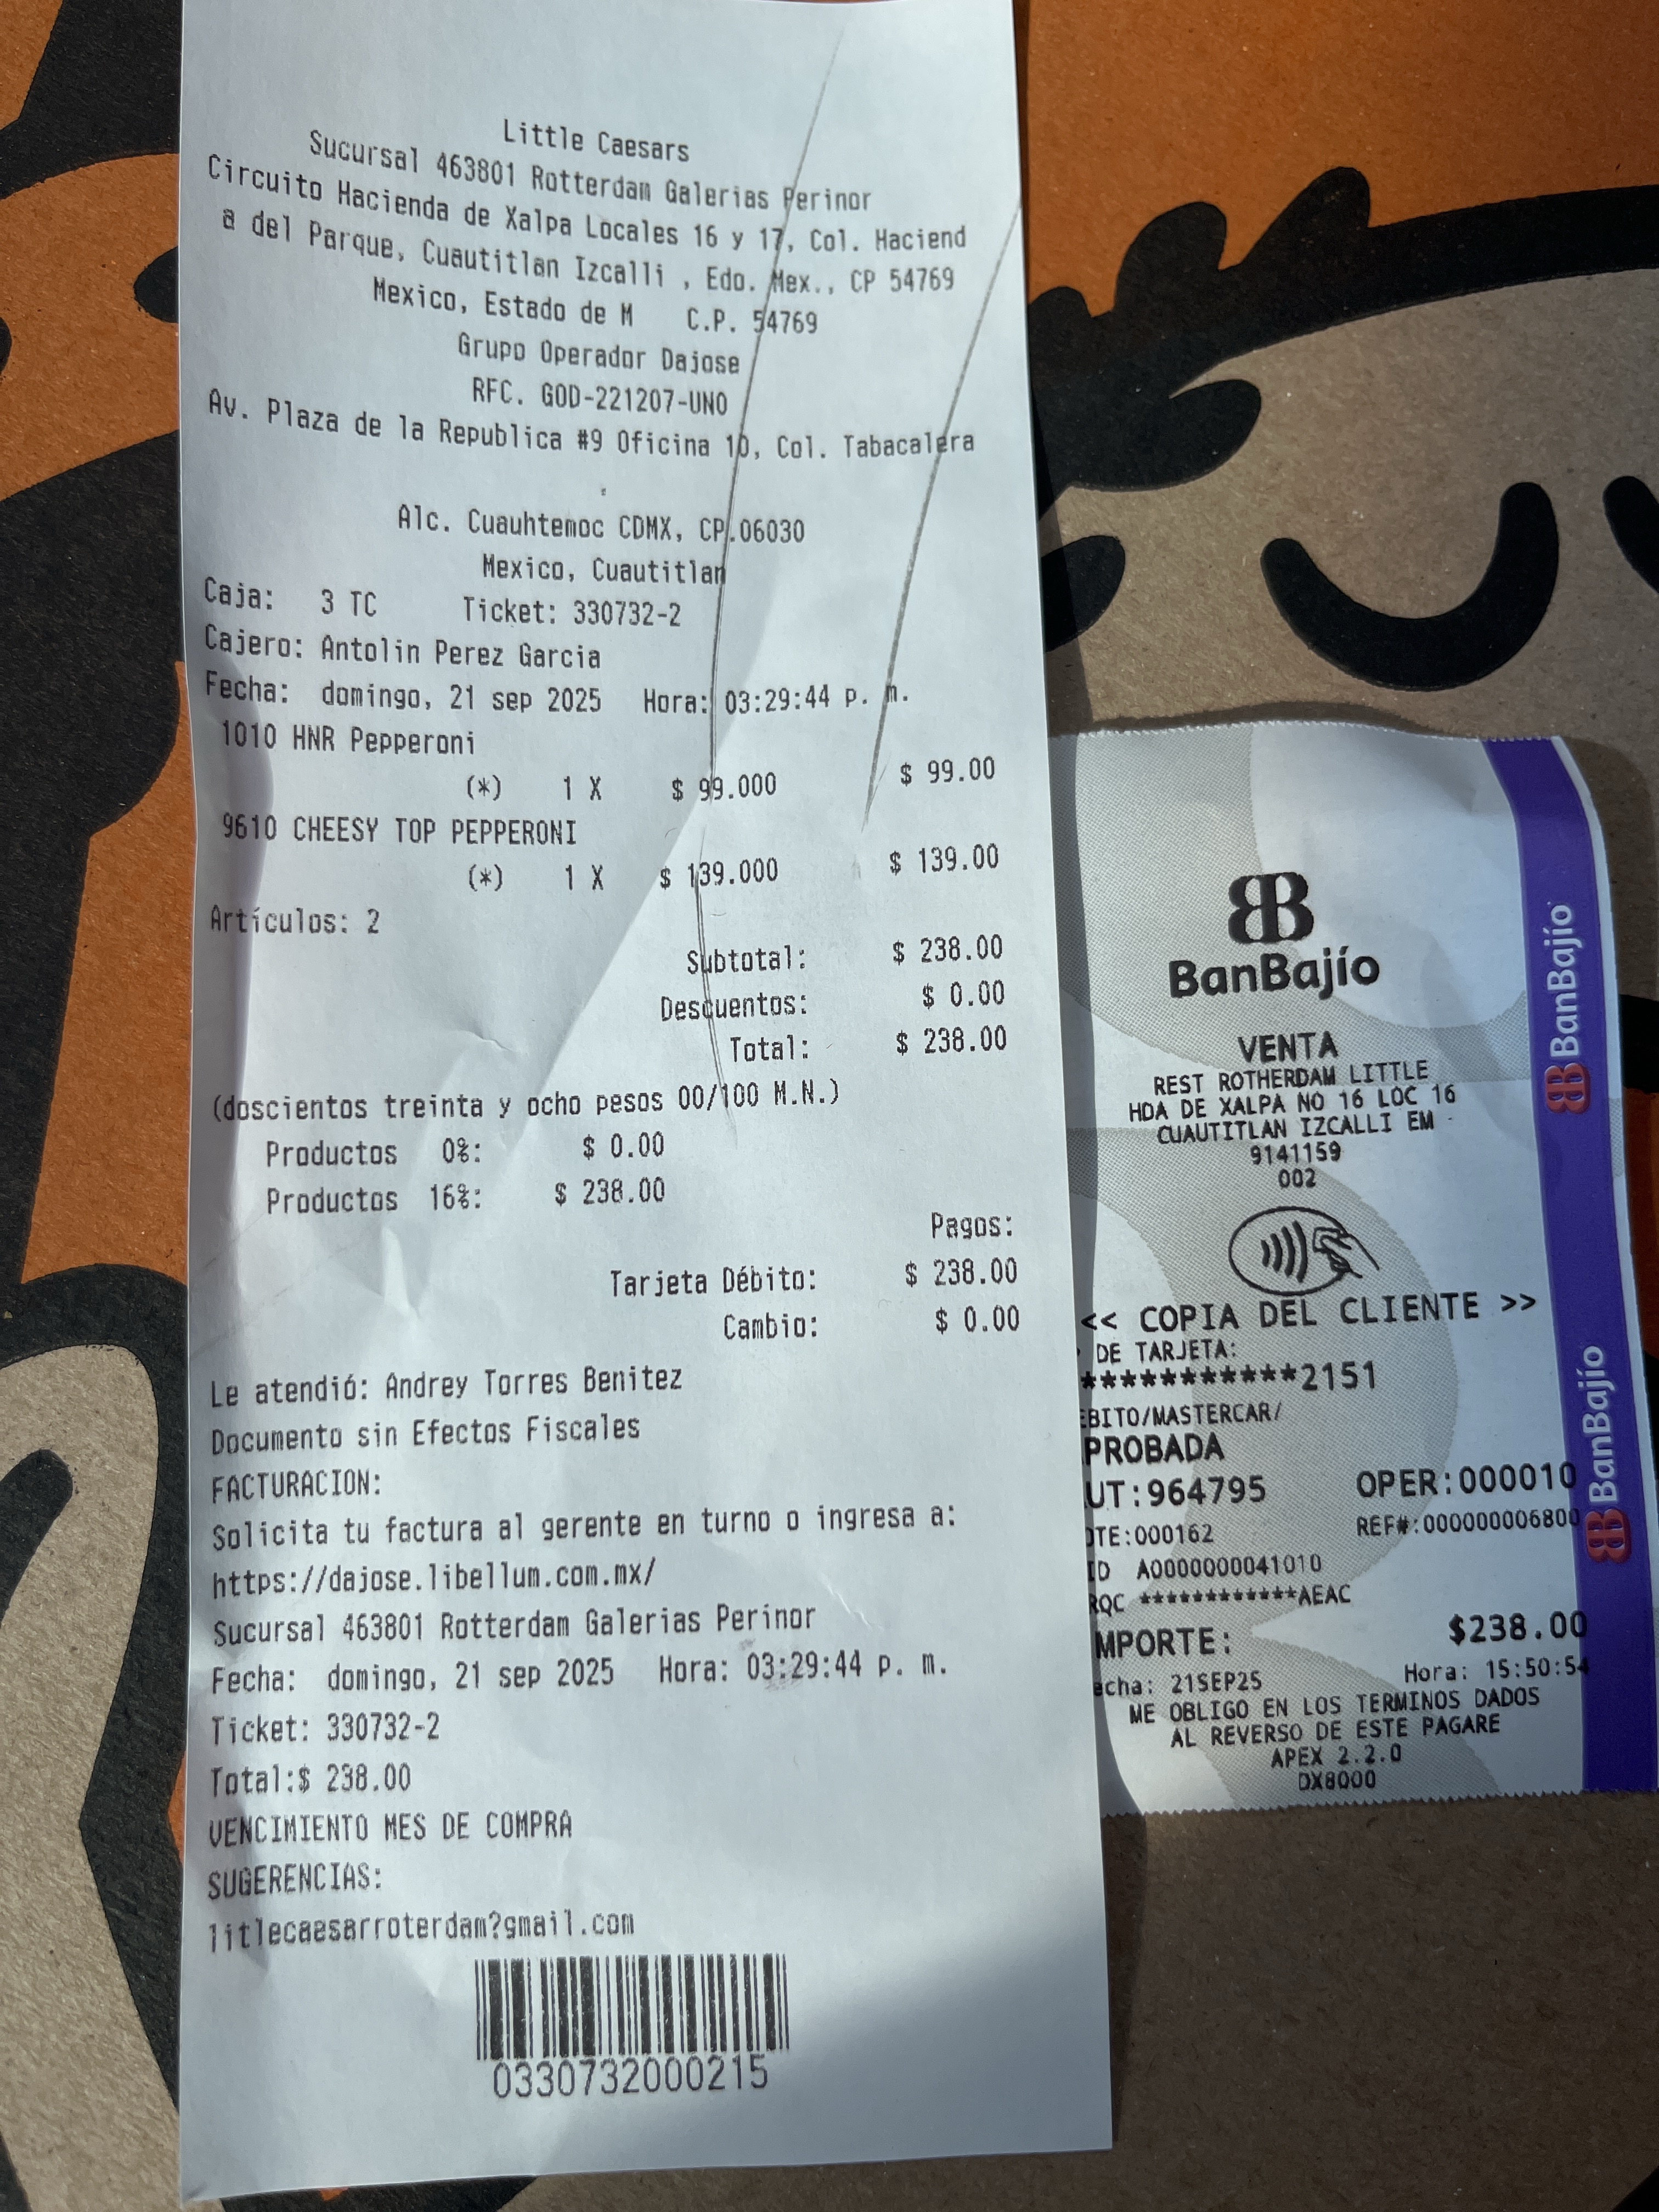 Little Caesars
Sucursal 463801 Rotterdam Galerias Perinor
Circuito Hacienda de Xalpa Locales 16 y 17, Col. Haciend
a del Parque, Cuautitlan Izcalli , Edo. Mex., CP 54769
Mexico, Estado de M C.P. 54769
Grupo Operador Dajose
RFC. GOD-221207-UN0
Av. Plaza de la Republica #9 Oficina 10, Col. Tabacalera
.
Alc. Cuauhtemoc CDMX, CP.06030
Mexico, Cuautitlan
Caja: 3 TC Ticket: 330732-2
Cajero: Antolin Perez Garcia
Fecha: domingo, 21 sep 2025 Hora: 03:29:44 p. m.
1010 HNR Pepperoni
(*) 1 X $ 99.000 $ 99.00
9610 CHEESY TOP PEPPERONI
(*) 1 X $ 139.000 $ 139.00
Artículos: 2
Subtotal: $ 238.00
Descuentos: $ 0.00
Total: $ 238.00
(doscientos treinta y ocho pesos 00/100 M.N.)
Productos 0%: $ 0.00
Productos 16%: $ 238.00
Pagos:
Tarjeta Débito: $ 238.00
Cambio: $ 0.00
Le atendió: Andrey Torres Benitez
Documento sin Efectos Fiscales
FACTURACION:
Solicita tu factura al gerente en turno o ingresa a:
https://dajose.libellum.com.mx/
Sucursal 463801 Rotterdam Galerias Perinor
Fecha: domingo, 21 sep 2025 Hora: 03:29:44 p. m.
Ticket: 330732-2
Total:$ 238.00
VENCIMIENTO MES DE COMPRA
SUGERENCIAS:
litlecaesarroterdam?gmail.com
0330732000215
BanBajío
VENTA
REST ROTHERDAM LITTLE
HDA DE XALPA NO 16 LOC 16
CUAUTITLAN IZCALLI EM -
9141159
002
<< COPIA DEL CLIENTE >>
DE TARJETA:
***********2151
EBITO/MASTERCAR/
PROBADA
UT:964795 OPER:000010
OTE:000162 REF#:000000006800
ID A0000000041010
RQC ************AEAC
MPORTE: $238.00
echa: 21SEP25 Hora: 15:50:54
ME OBLIGO EN LOS TERMINOS DADOS
AL REVERSO DE ESTE PAGARE
APEX 2.2.0
DX8000
BanBajío
BanBajío